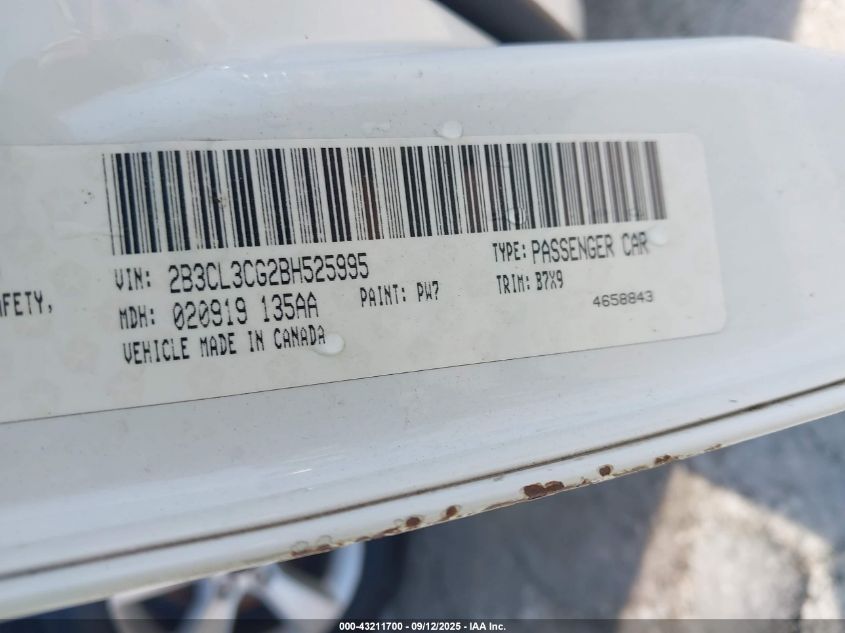 VIN: 2B3CL3CG2BH525995
TYPE: PASSENGER CAR
AFETY,
MDH: 020919 135AA
PAINT: PW7
TRIM: B7X9
4658843
VEHICLE MADE IN CANADA
000-43211700 - 09/12/2025 - IAA Inc.